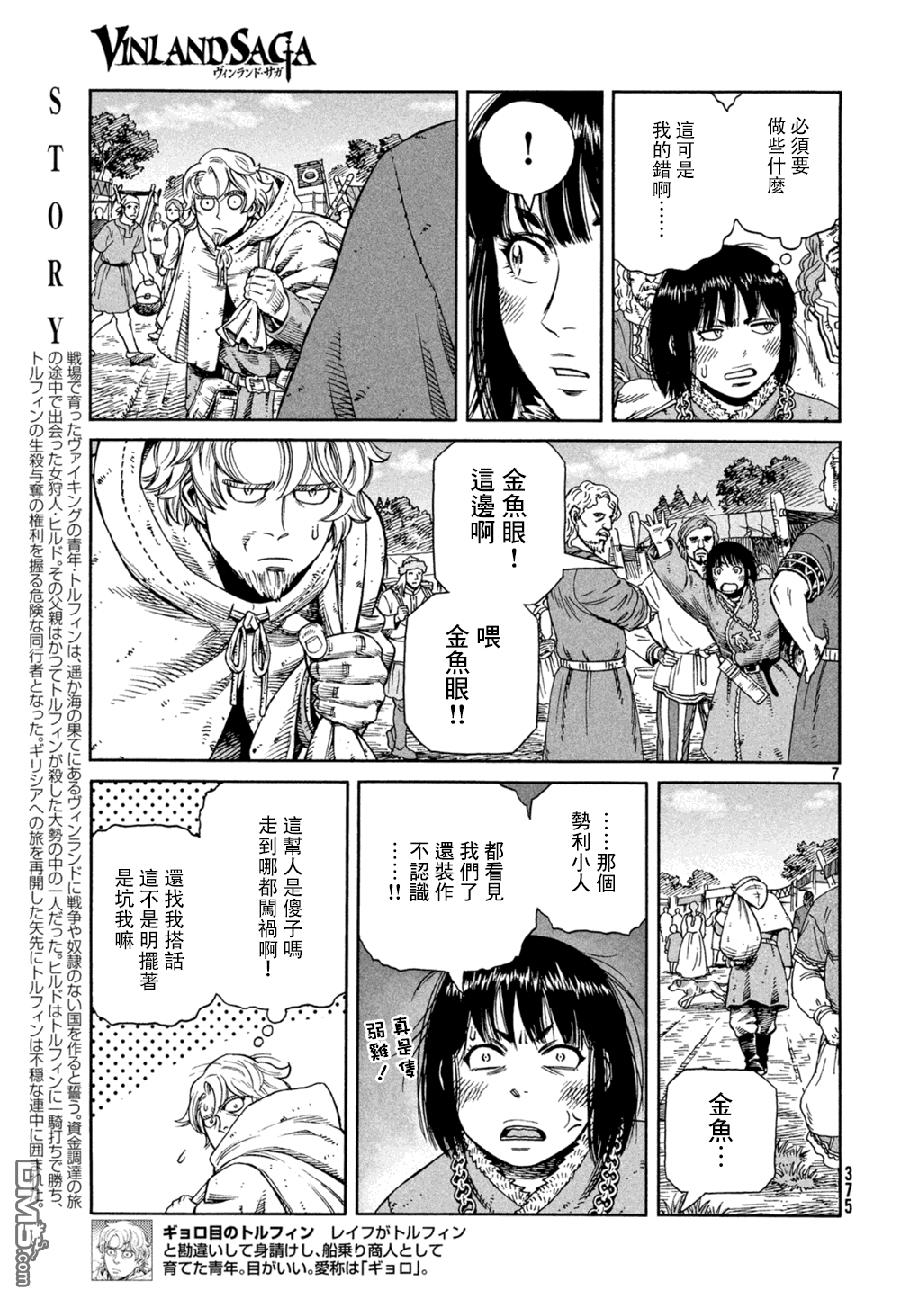 VINLAND SAGA
ヴィンランド・サガ
STORY
戦場で育ったヴァイキングの青年・トルフィンは、遥か海の果てにあるヴィンランドに戦争や奴隷のない国を作ると誓う。資金調達の旅
の途中で出会った女狩人・ヒルド。その父親はかつてトルフィンが殺した大勢の中の一人だった。ヒルドはトルフィンに一騎打ちで勝ち、
トルフィンの生殺与奪の権利を握る危険な同行者となった。ギリシアへの旅を再開した矢先にトルフィンは不穏な連中に囲まれた。
必須要
做些什麼
這可是
我的錯啊……
！
金魚眼！
這邊啊
喂
金魚眼!!
7
金魚…
……那個
勢利小人
都看見
我們了
還裝作
不認識
……!!
真是傻
弱雞！
這幫人是傻子嗎
走到哪都闖禍啊！
還找我搭話
這不是明擺著
是坑我嘛
375
ギョロ目のトルフィン　レイフがトルフィン
と勘違いして身請けし、船乗り商人として
育てた青年。目がいい。愛称は「ギョロ」。